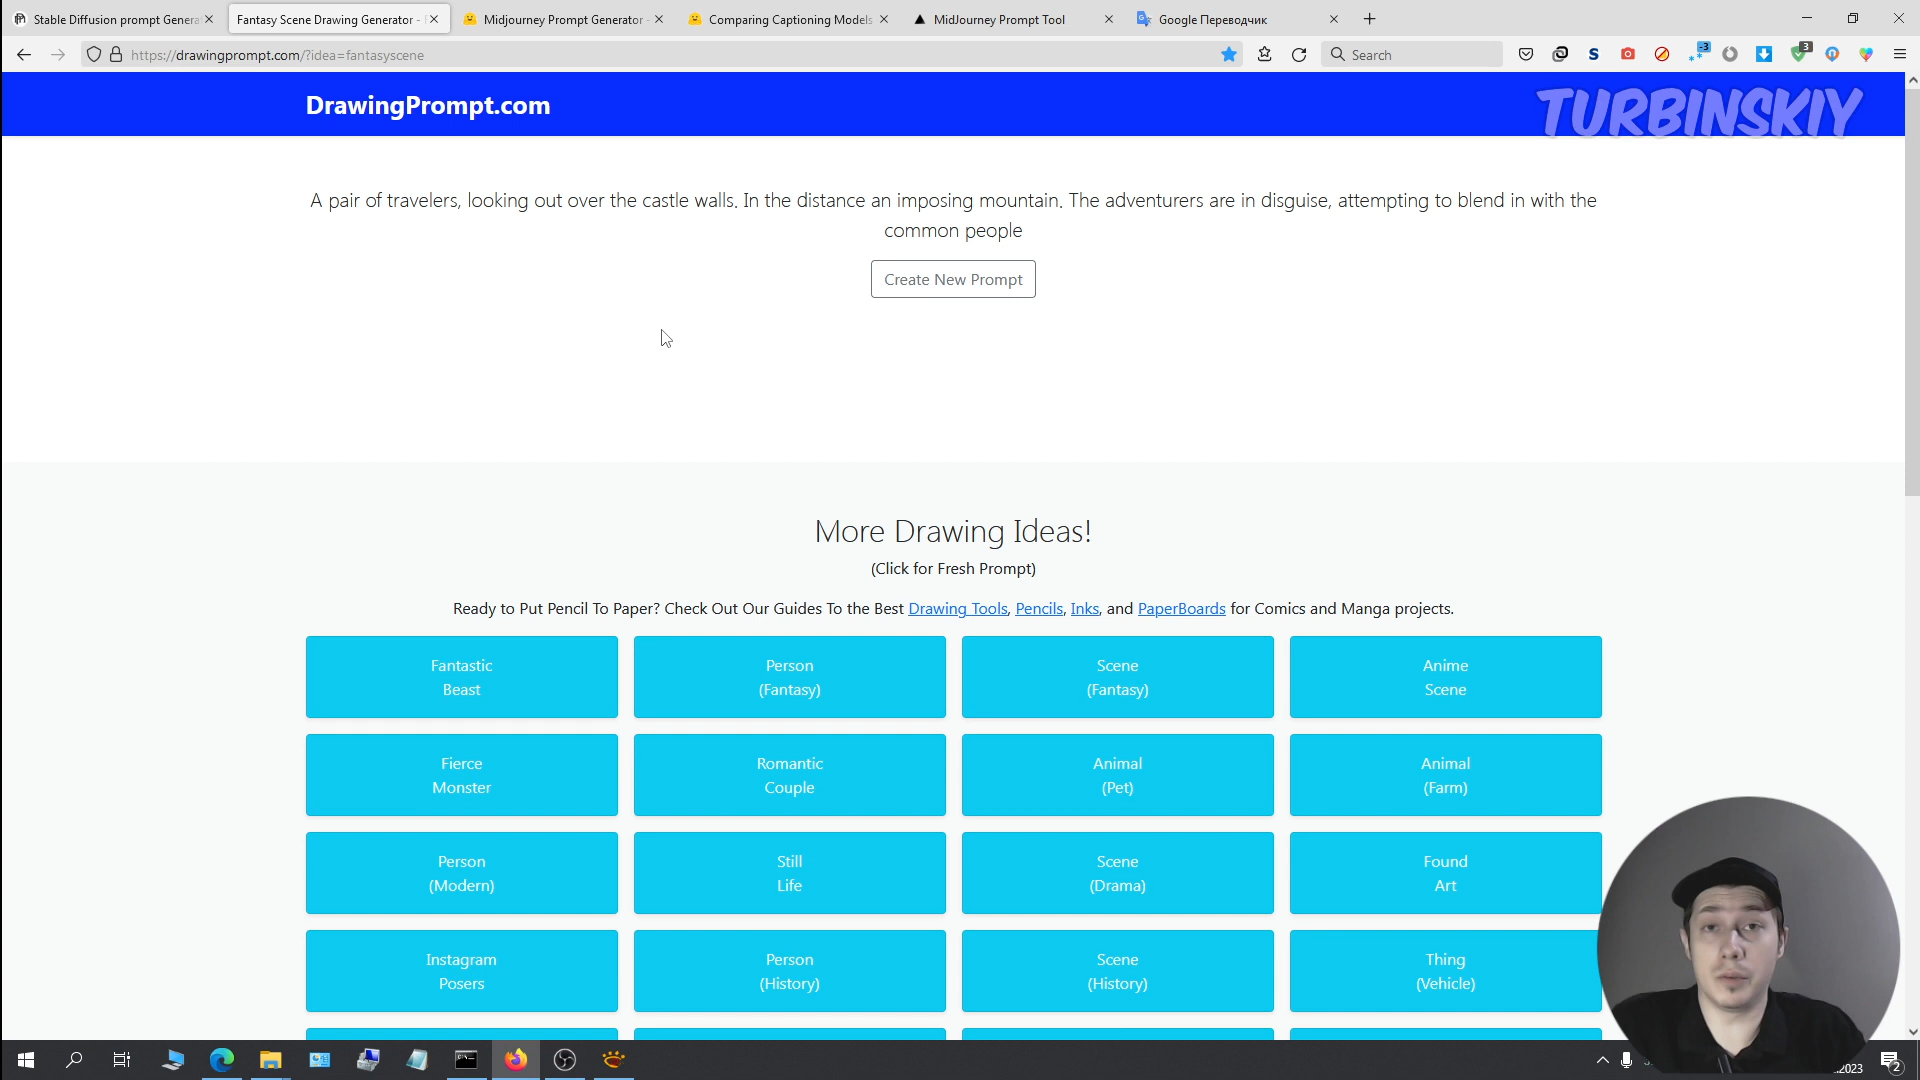 Stable Diffusion prompt Genera
Fantasy Scene Drawing Generator -
Midjourney Prompt Generator -
Comparing Captioning Models
MidJourney Prompt Tool
Google Переводчик
https://drawingprompt.com/?idea=fantasyscene
Search
S
-3
3
DrawingPrompt.com
TURBINSKIY
A pair of travelers, looking out over the castle walls. In the distance an imposing mountain. The adventurers are in disguise, attempting to blend in with the
common people
Create New Prompt
More Drawing Ideas!
(Click for Fresh Prompt)
Ready to Put Pencil To Paper? Check Out Our Guides To the Best Drawing Tools, Pencils, Inks, and PaperBoards for Comics and Manga projects.
Fantastic
Beast
Person
(Fantasy)
Scene
(Fantasy)
Anime
Scene
Fierce
Monster
Romantic
Couple
Animal
(Pet)
Animal
(Farm)
Person
(Modern)
Still
Life
Scene
(Drama)
Found
Art
Instagram
Posers
Person
(History)
Scene
(History)
Thing
(Vehicle)
.2023
2